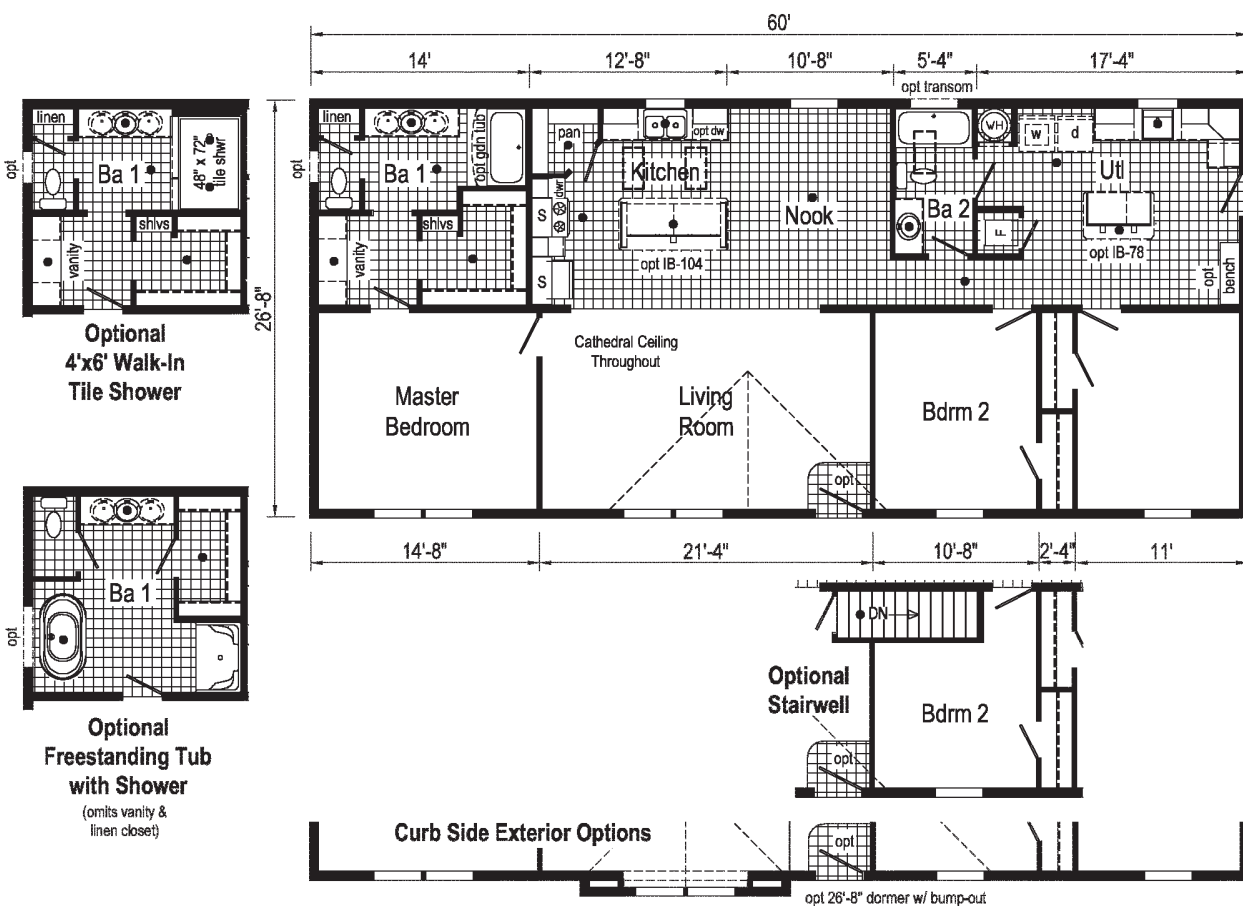 60'
14'
12'-8"
10'-8"
5'-4"
17'-4"
opt transom
linen
Ba 1
48" x 72"
tile shwr
opt
shlvs
vanity
Optional
4'x6' Walk-In
Tile Shower
26'-8"
linen
Ba 1
opt gdn tub
opt
shlvs
vanity
pan
dwr
S
S
opt dw
Kitchen
opt IB-104
Nook
Ba 2
WH
w
d
F
Utl
opt IB-78
opt
bench
Master
Bedroom
Cathedral Ceiling
Throughout
Living
Room
opt
Bdrm 2
14'-8"
21'-4"
10'-8"
2'-4"
11'
Ba 1
opt
Optional
Freestanding Tub
with Shower
(omits vanity &
linen closet)
DN
Optional
Stairwell
Bdrm 2
opt
Curb Side Exterior Options
opt
opt 26'-8" dormer w/ bump-out